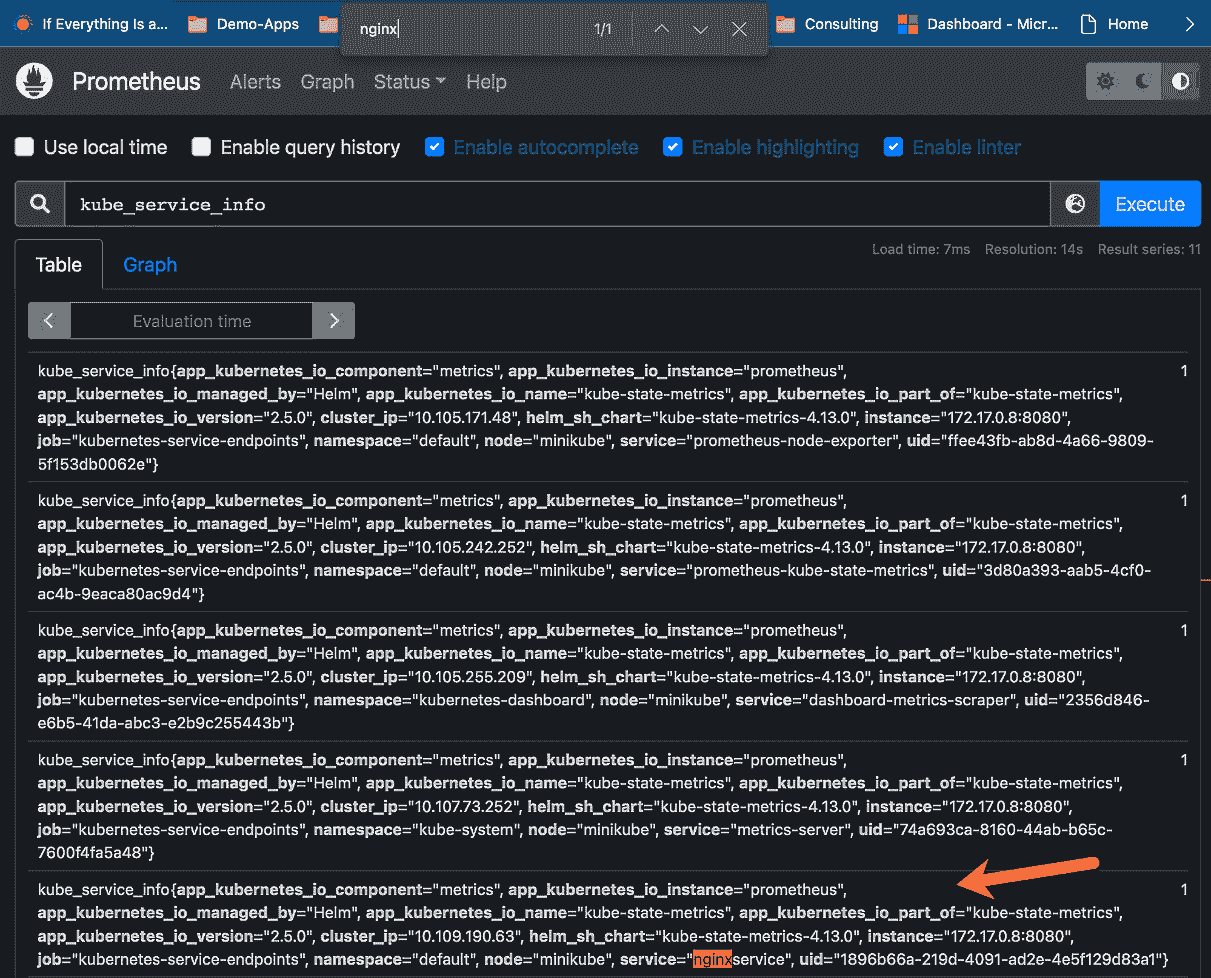 If Everything Is a...
Demo-Apps
nginx
1/1
Consulting
Dashboard - Micr...
Home
Prometheus
Alerts
Graph
Status
Help
Use local time
Enable query history
Enable autocomplete
Enable highlighting
Enable linter
kube_service_info
Execute
Load time: 7ms Resolution: 14s Result series: 11
Table
Graph
Evaluation time
kube_service_info{app_kubernetes_io_component="metrics", app_kubernetes_io_instance="prometheus", 1
app_kubernetes_io_managed_by="Helm", app_kubernetes_io_name="kube-state-metrics", app_kubernetes_io_part_of="kube-state-metrics",
app_kubernetes_io_version="2.5.0", cluster_ip="10.105.171.48", helm_sh_chart="kube-state-metrics-4.13.0", instance="172.17.0.8:8080",
job="kubernetes-service-endpoints", namespace="default", node="minikube", service="prometheus-node-exporter", uid="ffee43fb-ab8d-4a66-9809-
5f153db0062e"}
kube_service_info{app_kubernetes_io_component="metrics", app_kubernetes_io_instance="prometheus", 1
app_kubernetes_io_managed_by="Helm", app_kubernetes_io_name="kube-state-metrics", app_kubernetes_io_part_of="kube-state-metrics",
app_kubernetes_io_version="2.5.0", cluster_ip="10.105.242.252", helm_sh_chart="kube-state-metrics-4.13.0", instance="172.17.0.8:8080",
job="kubernetes-service-endpoints", namespace="default", node="minikube", service="prometheus-kube-state-metrics", uid="3d80a393-aab5-4cf0-
ac4b-9eaca80ac9d4"}
kube_service_info{app_kubernetes_io_component="metrics", app_kubernetes_io_instance="prometheus", 1
app_kubernetes_io_managed_by="Helm", app_kubernetes_io_name="kube-state-metrics", app_kubernetes_io_part_of="kube-state-metrics",
app_kubernetes_io_version="2.5.0", cluster_ip="10.105.255.209", helm_sh_chart="kube-state-metrics-4.13.0", instance="172.17.0.8:8080",
job="kubernetes-service-endpoints", namespace="kubernetes-dashboard", node="minikube", service="dashboard-metrics-scraper", uid="2356d846-
e6b5-41da-abc3-e2b9c255443b"}
kube_service_info{app_kubernetes_io_component="metrics", app_kubernetes_io_instance="prometheus", 1
app_kubernetes_io_managed_by="Helm", app_kubernetes_io_name="kube-state-metrics", app_kubernetes_io_part_of="kube-state-metrics",
app_kubernetes_io_version="2.5.0", cluster_ip="10.107.73.252", helm_sh_chart="kube-state-metrics-4.13.0", instance="172.17.0.8:8080",
job="kubernetes-service-endpoints", namespace="kube-system", node="minikube", service="metrics-server", uid="74a693ca-8160-44ab-b65c-
7600f4fa5a48"}
kube_service_info{app_kubernetes_io_component="metrics", app_kubernetes_io_instance="prometheus", 1
app_kubernetes_io_managed_by="Helm", app_kubernetes_io_name="kube-state-metrics", app_kubernetes_io_part_of="kube-state-metrics",
app_kubernetes_io_version="2.5.0", cluster_ip="10.109.190.63", helm_sh_chart="kube-state-metrics-4.13.0", instance="172.17.0.8:8080",
job="kubernetes-service-endpoints", namespace="default", node="minikube", service="nginxservice", uid="1896b66a-219d-4091-ad2e-4e5f129d83a1"}